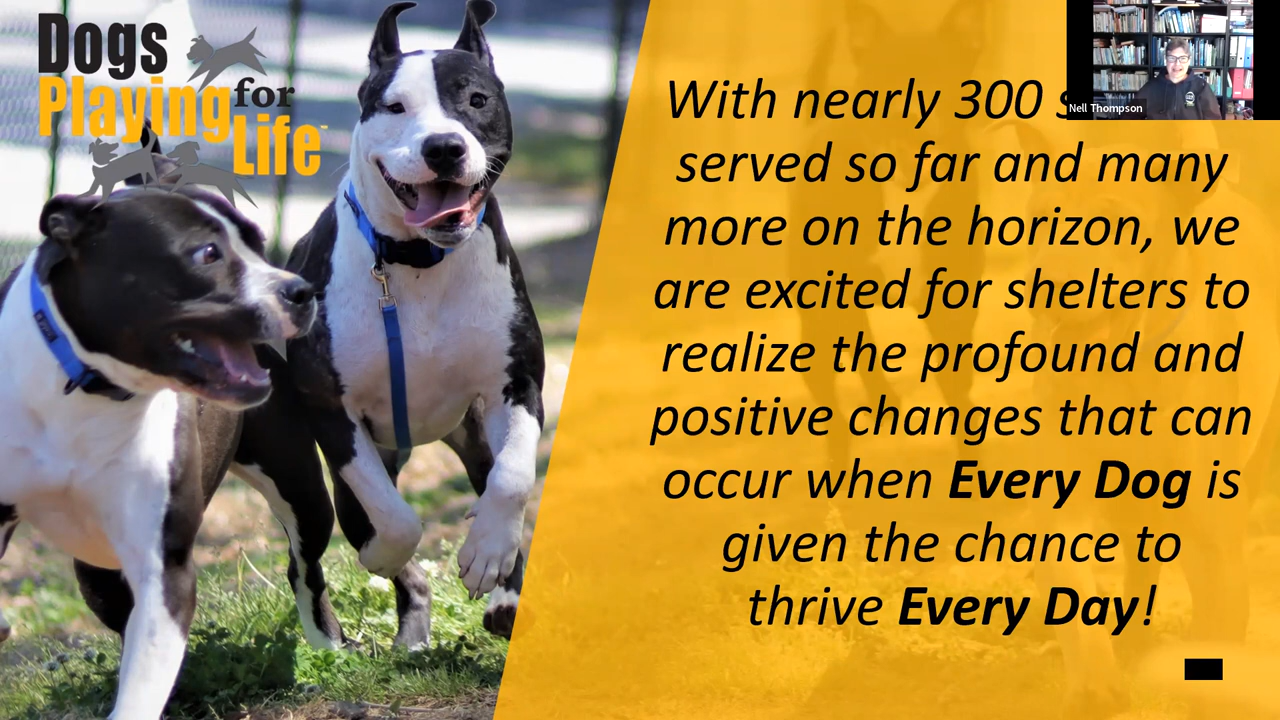 Dogs
Playing for
Life™
Nell Thompson
With nearly 300
served so far and many
more on the horizon, we
are excited for shelters to
realize the profound and
positive changes that can
occur when Every Dog is
given the chance to
thrive Every Day!